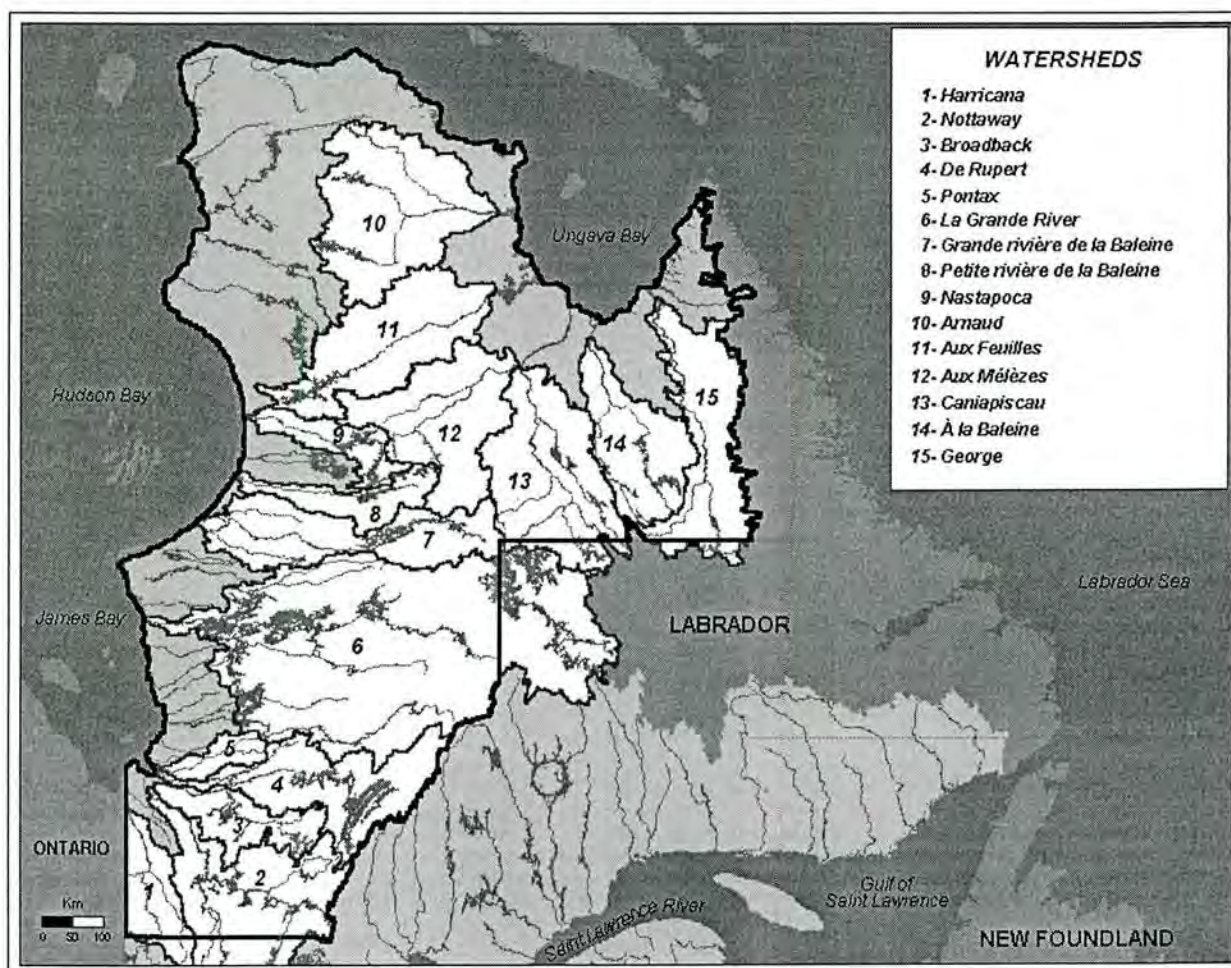 WATERSHEDS
1- Harricana
2- Nottaway
3- Broadback
4- De Rupert
5- Pontax
6- La Grande River
7- Grande rivière de la Baleine
8- Petite rivière de la Baleine
9- Nastapoca
10- Arnaud
11- Aux Feuilles
12- Aux Mélèzes
13- Caniapiscau
14- À la Baleine
15- George
10
Ungava Bay
11
15
Hudson Bay
9
12
14
13
8
7
Labrador Sea
James Bay
LABRADOR
6
5
4
3
ONTARIO
2
1
Km
0 50 100
Gulf of
Saint Lawrence
Saint Lawrence River
NEW FOUNDLAND